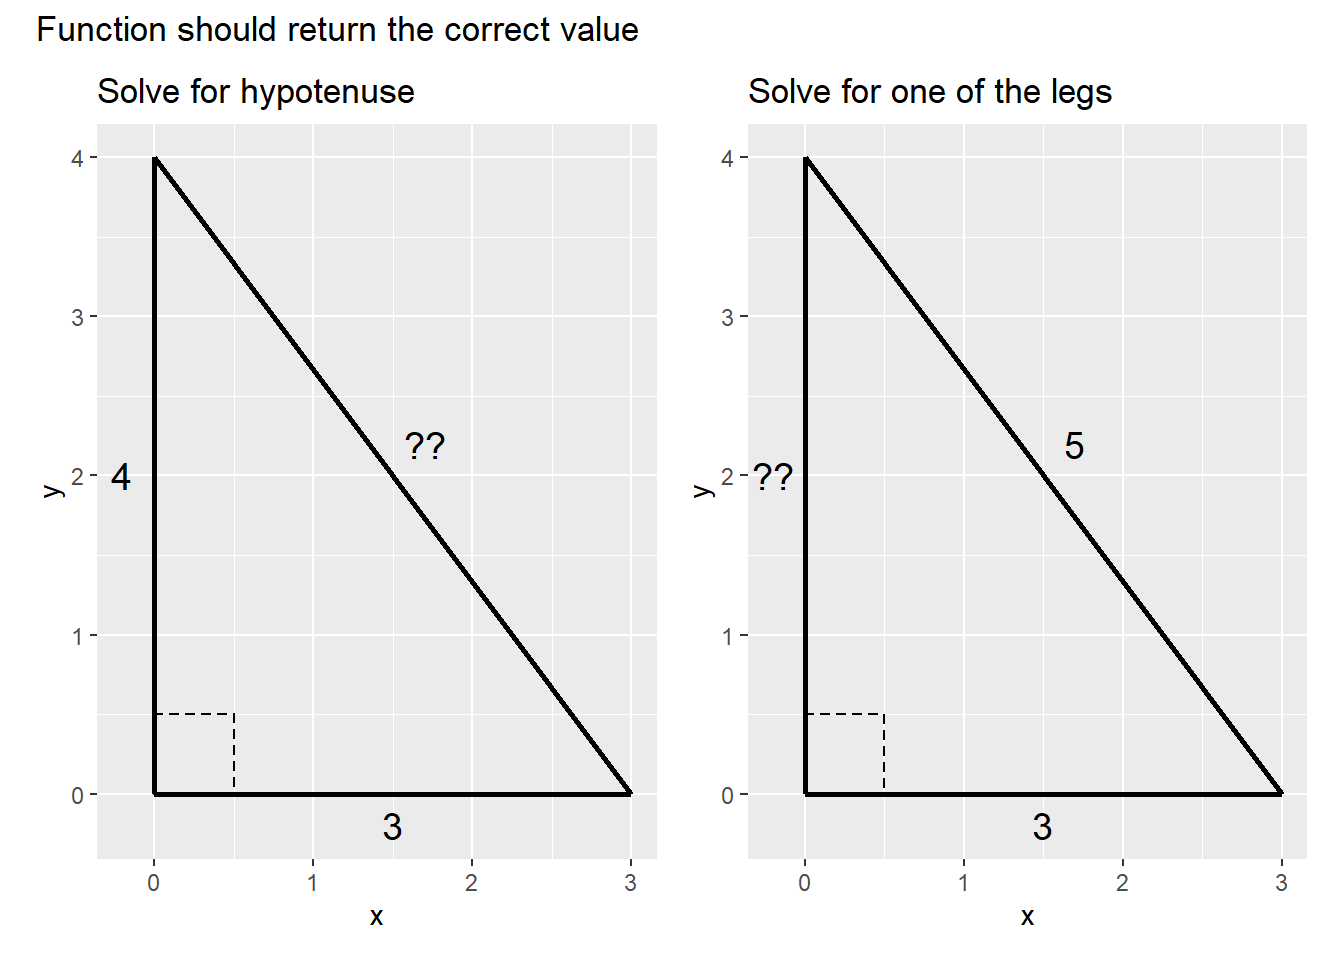 Function should return the correct value
Solve for hypotenuse
4
3
2
1
0
y
4
??
3
0 1 2 3
x
Solve for one of the legs
4
3
2
1
0
y
??
5
3
0 1 2 3
x